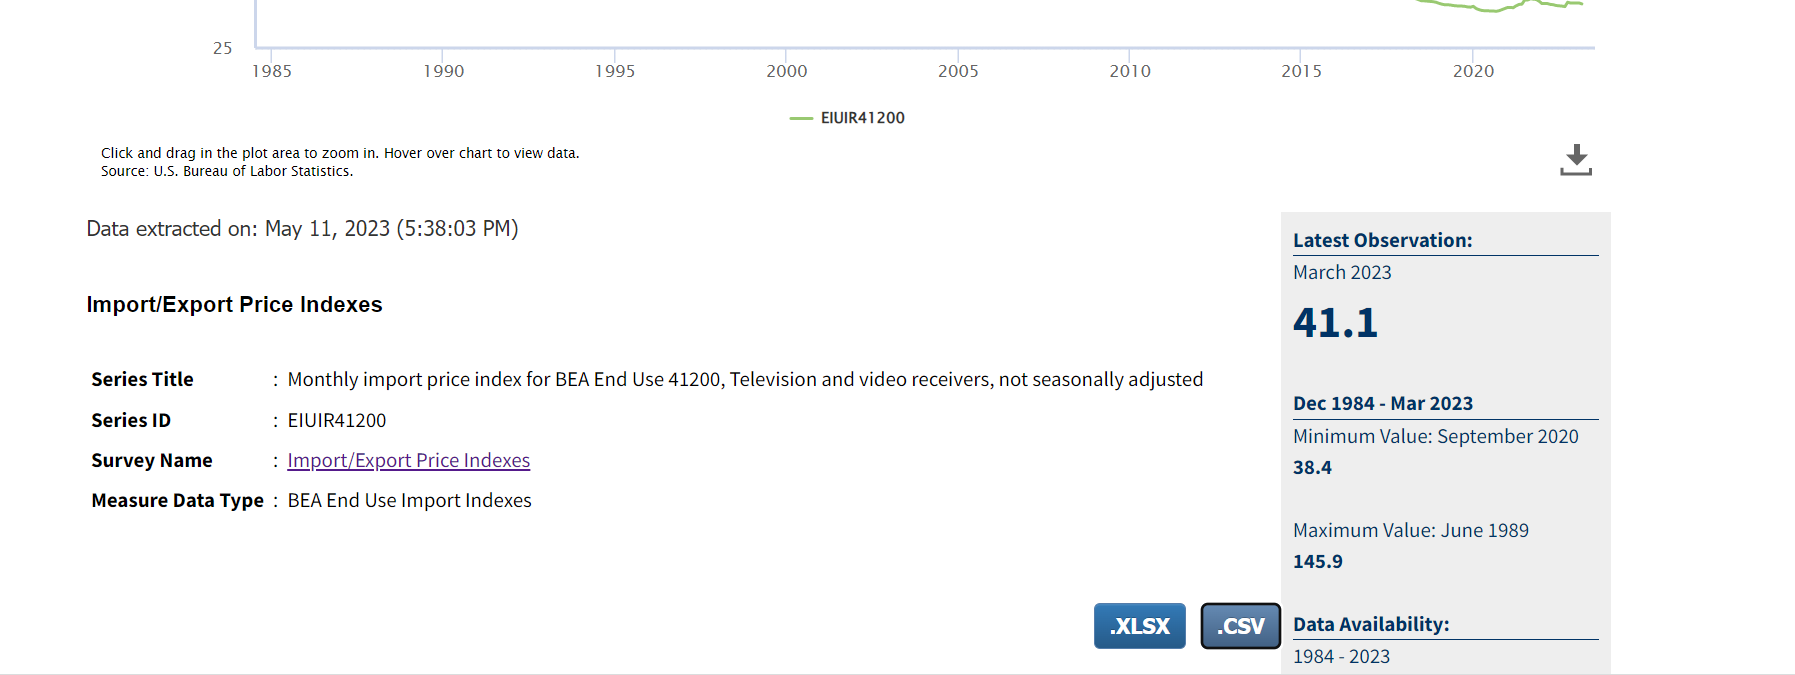 25
1985 1990 1995 2000 2005 2010 2015 2020
EIUIR41200
Click and drag in the plot area to zoom in. Hover over chart to view data.
Source: U.S. Bureau of Labor Statistics.
Data extracted on: May 11, 2023 (5:38:03 PM)
Import/Export Price Indexes
Series Title : Monthly import price index for BEA End Use 41200, Television and video receivers, not seasonally adjusted
Series ID : EIUIR41200
Survey Name : Import/Export Price Indexes
Measure Data Type : BEA End Use Import Indexes
.XLSX .CSV
Latest Observation:
March 2023
41.1
Dec 1984 - Mar 2023
Minimum Value: September 2020
38.4
Maximum Value: June 1989
145.9
Data Availability:
1984 - 2023